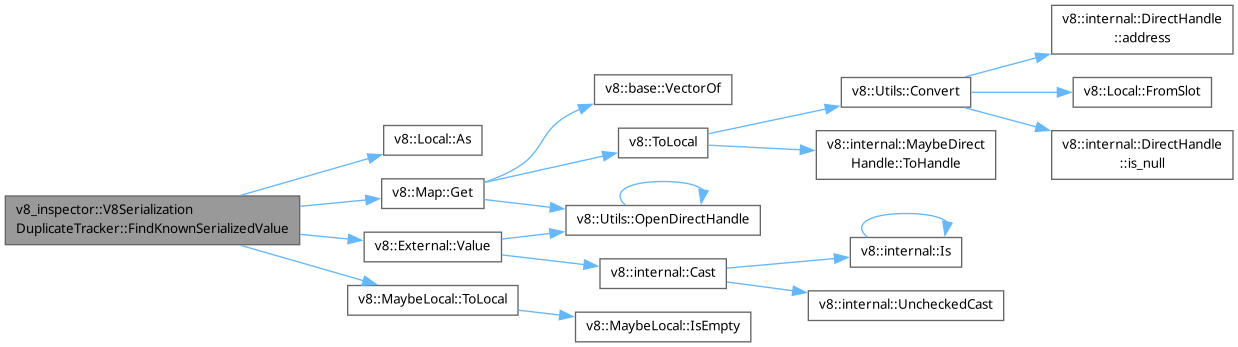 v8_inspector::V8Serialization
DuplicateTracker::FindKnownSerializedValue
v8::Local::As
v8::Map::Get
v8::External::Value
v8::MaybeLocal::ToLocal
v8::base::VectorOf
v8::ToLocal
v8::Utils::OpenDirectHandle
v8::internal::Cast
v8::MaybeLocal::IsEmpty
v8::Utils::Convert
v8::internal::MaybeDirect
Handle::ToHandle
v8::internal::Is
v8::internal::UncheckedCast
v8::internal::DirectHandle
::address
v8::Local::FromSlot
v8::internal::DirectHandle
::is_null